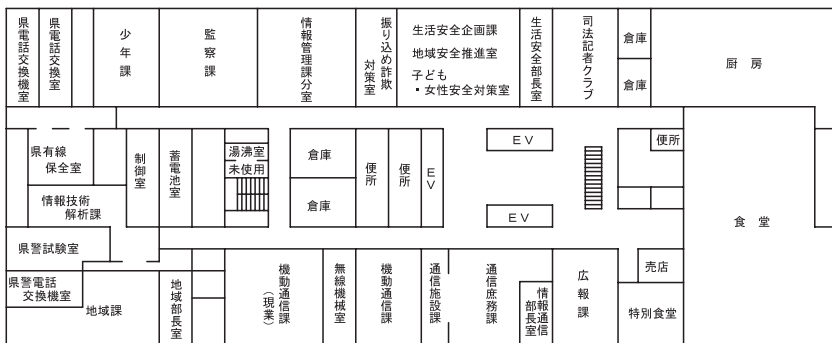 県電話交換機室
県電話交換室
少年課
監察課
情報管理課分室
振り込め詐欺
対策室
生活安全企画課
地域安全推進室
子ども
・女性安全対策室
生活安全部長室
司法記者クラブ
倉庫
倉庫
厨房
県有線
保全室
制御室
蓄電池室
湯沸室
未使用
倉庫
倉庫
便所
便所
EV
EV
EV
便所
食堂
情報技術
解析課
県警試験室
県警電話
交換機室
地域課
地域部長室
機動通信課
(現業)
無線機械室
機動通信課
通信施設課
通信庶務課
情報通信
部長室
広報課
売店
特別食堂